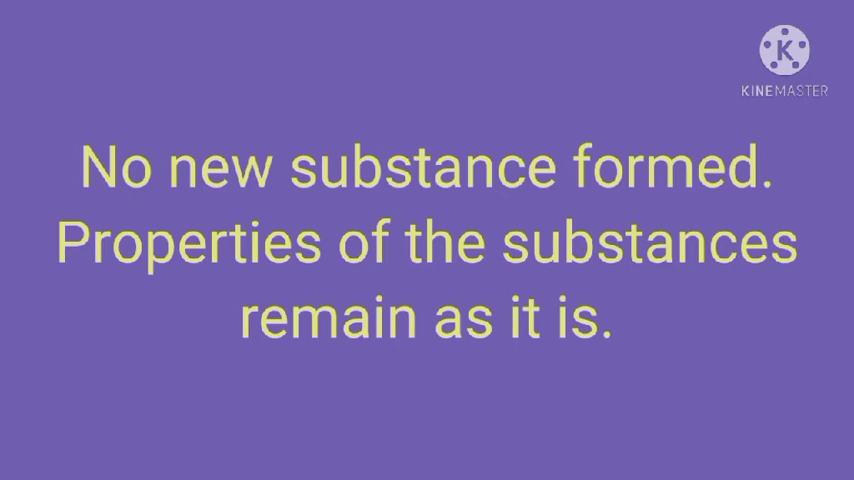 K
KINEMASTER
No new substance formed.
Properties of the substances
remain as it is.